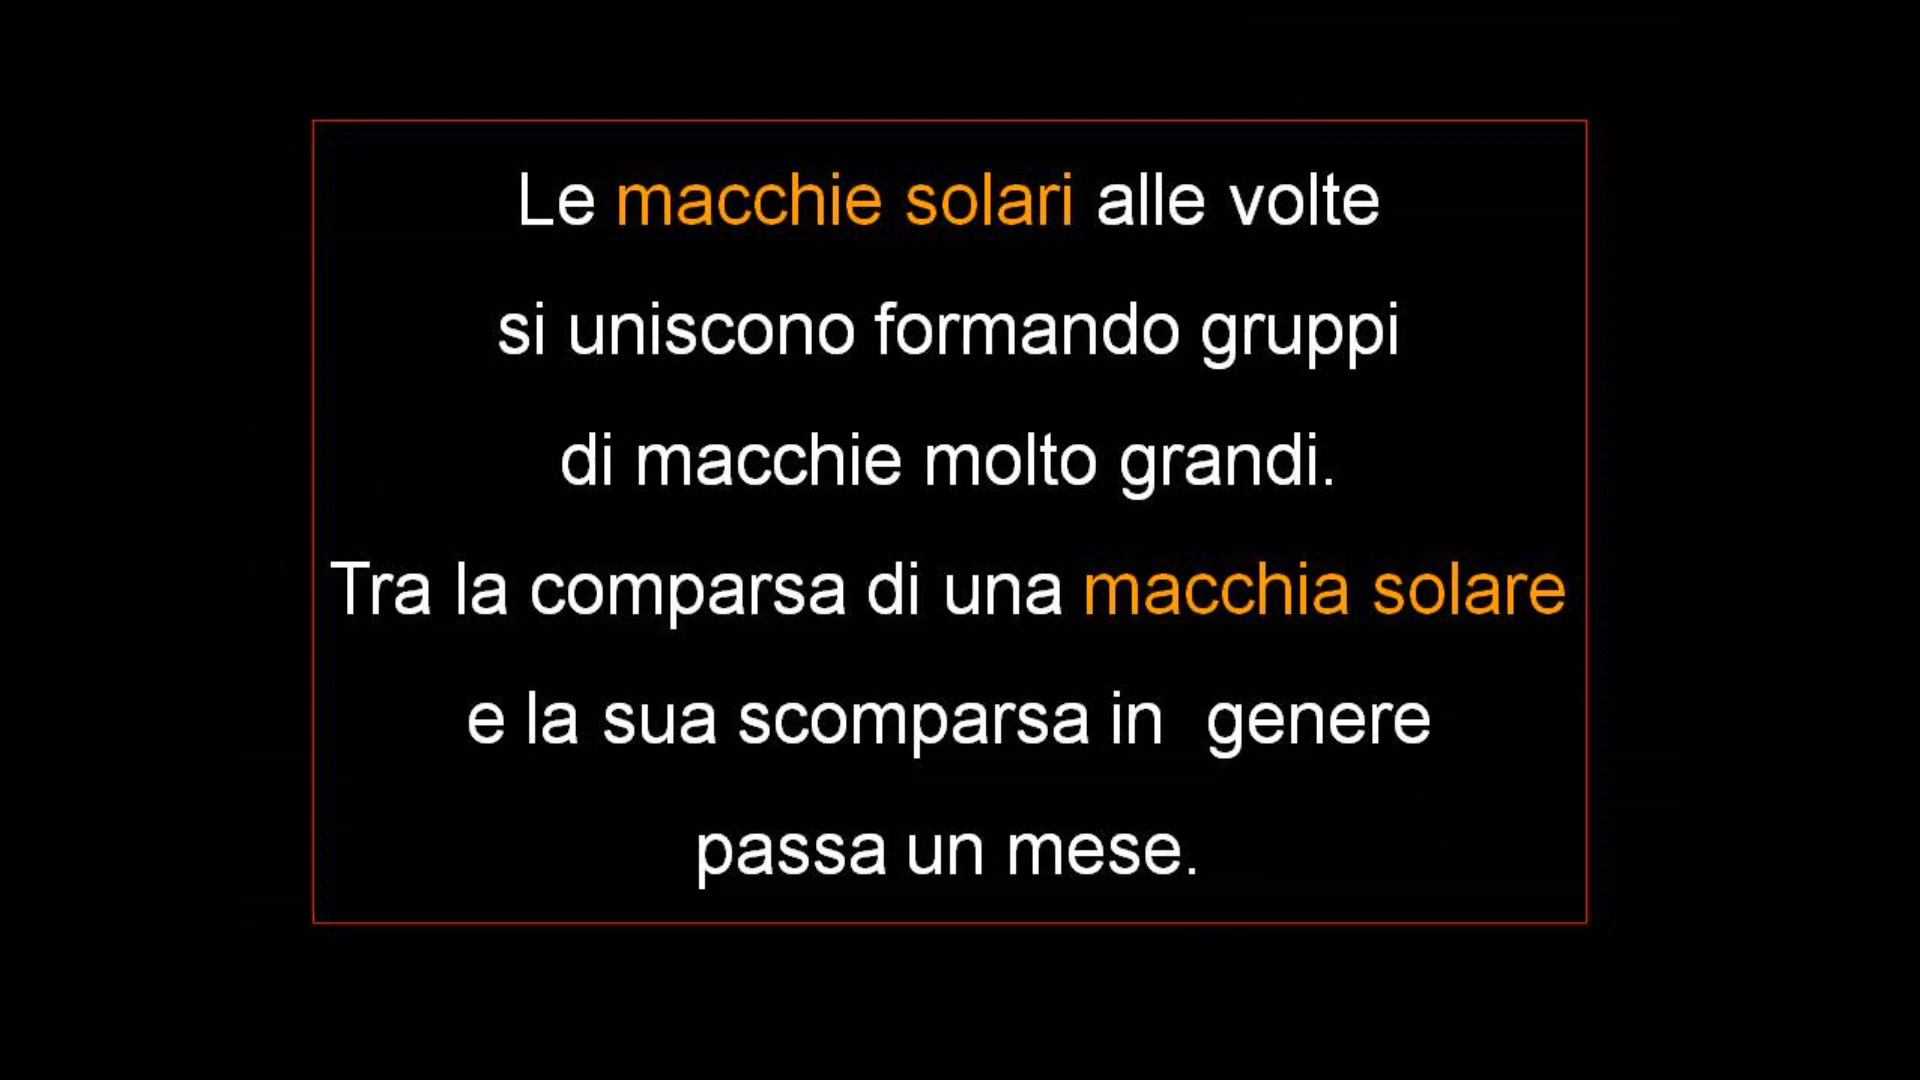 Le macchie solari alle volte
si uniscono formando gruppi
di macchie molto grandi.
Tra la comparsa di una macchia solare
e la sua scomparsa in  genere
passa un mese.